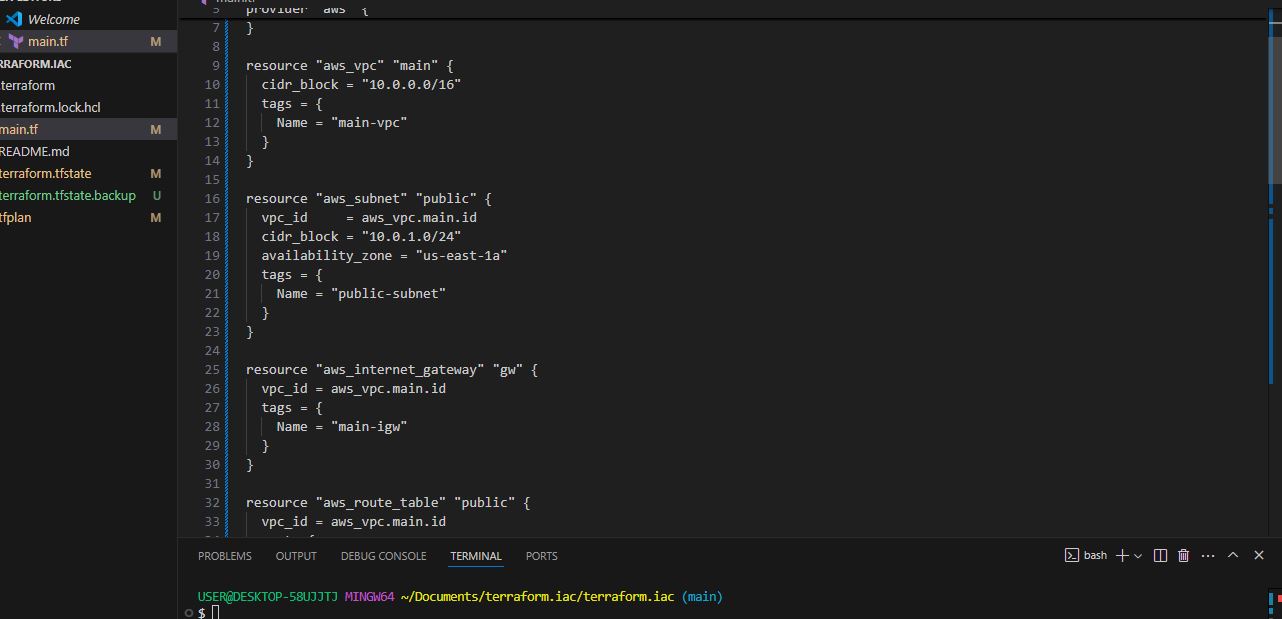 Welcome
main.tf M
RRAFORM.IAC
.terraform
.terraform.lock.hcl
main.tf M
README.md
terraform.tfstate M
terraform.tfstate.backup U
tfplan M
5 provider "aws" {
7 }
8
9 resource "aws_vpc" "main" {
10 cidr_block = "10.0.0.0/16"
11 tags = {
12 Name = "main-vpc"
13 }
14 }
15
16 resource "aws_subnet" "public" {
17 vpc_id     = aws_vpc.main.id
18 cidr_block = "10.0.1.0/24"
19 availability_zone = "us-east-1a"
20 tags = {
21 Name = "public-subnet"
22 }
23 }
24
25 resource "aws_internet_gateway" "gw" {
26 vpc_id = aws_vpc.main.id
27 tags = {
28 Name = "main-igw"
29 }
30 }
31
32 resource "aws_route_table" "public" {
33 vpc_id = aws_vpc.main.id
PROBLEMS OUTPUT DEBUG CONSOLE TERMINAL PORTS bash
USER@DESKTOP-58UJJTJ MINGW64 ~/Documents/terraform.iac/terraform.iac (main)
$